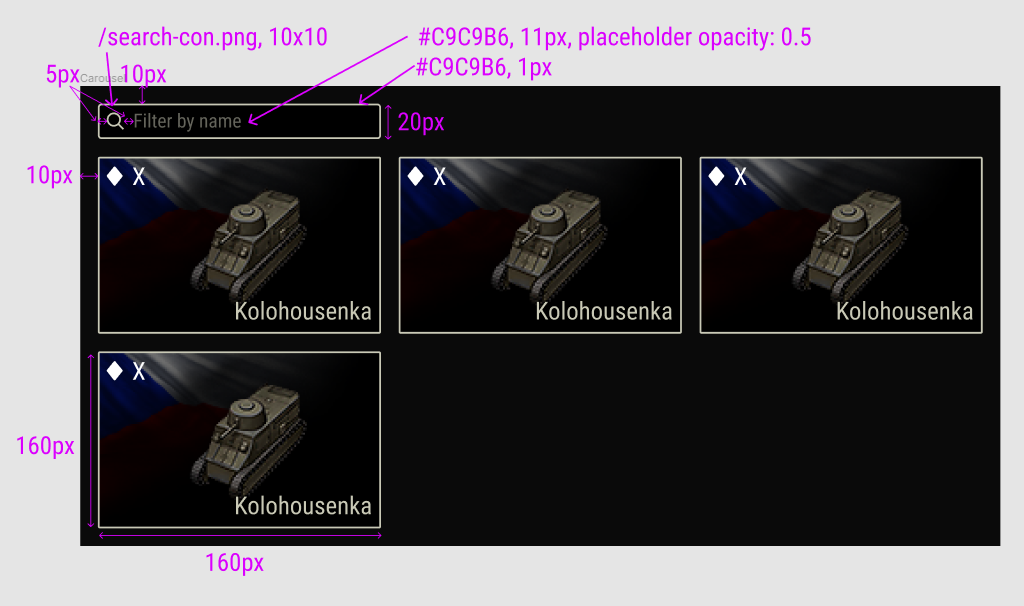 /search-con.png, 10x10
#C9C9B6, 11px, placeholder opacity: 0.5
#C9C9B6, 1px
5px
Carousel
10px
Filter by name
20px
10px
X
X
X
Kolohousenka
Kolohousenka
Kolohousenka
X
160px
Kolohousenka
160px